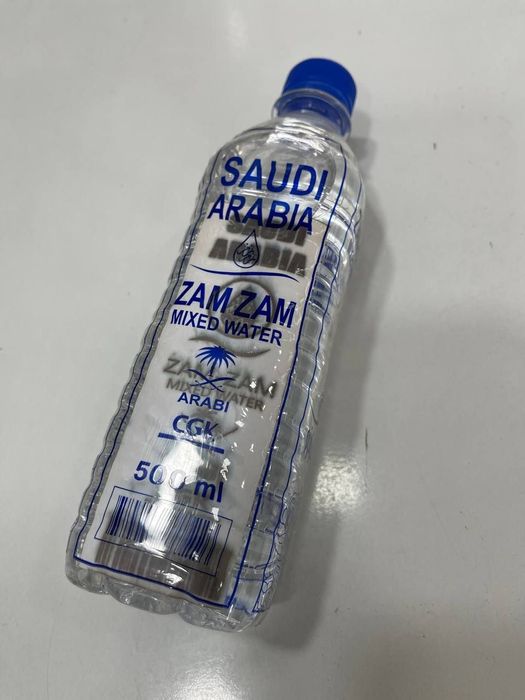 SAUDI
ARABIA
ZAM ZAM
MIXED WATER
ARABI
CGK
500 ml